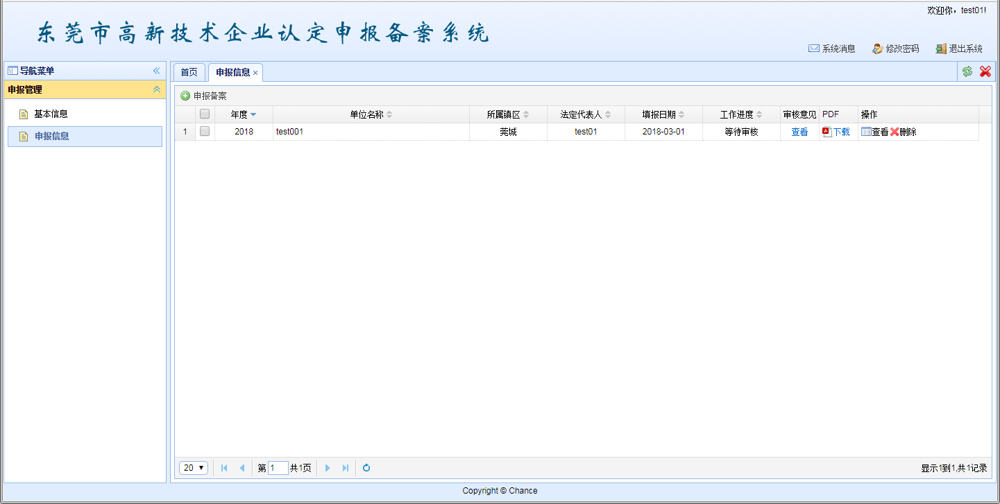 欢迎你，test01!
东莞市高新技术企业认定申报备案系统
系统消息 修改密码 退出系统
导航菜单
首页 申报信息
申报管理
申报备案
基本信息
申报信息
年度 单位名称 所属镇区 法定代表人 填报日期 工作进度 审核意见 PDF 操作
1 2018 test001 莞城 test01 2018-03-01 等待审核 查看 下载 查看 删除
20 第 1 共1页 显示1到1,共1记录
Copyright © Chance